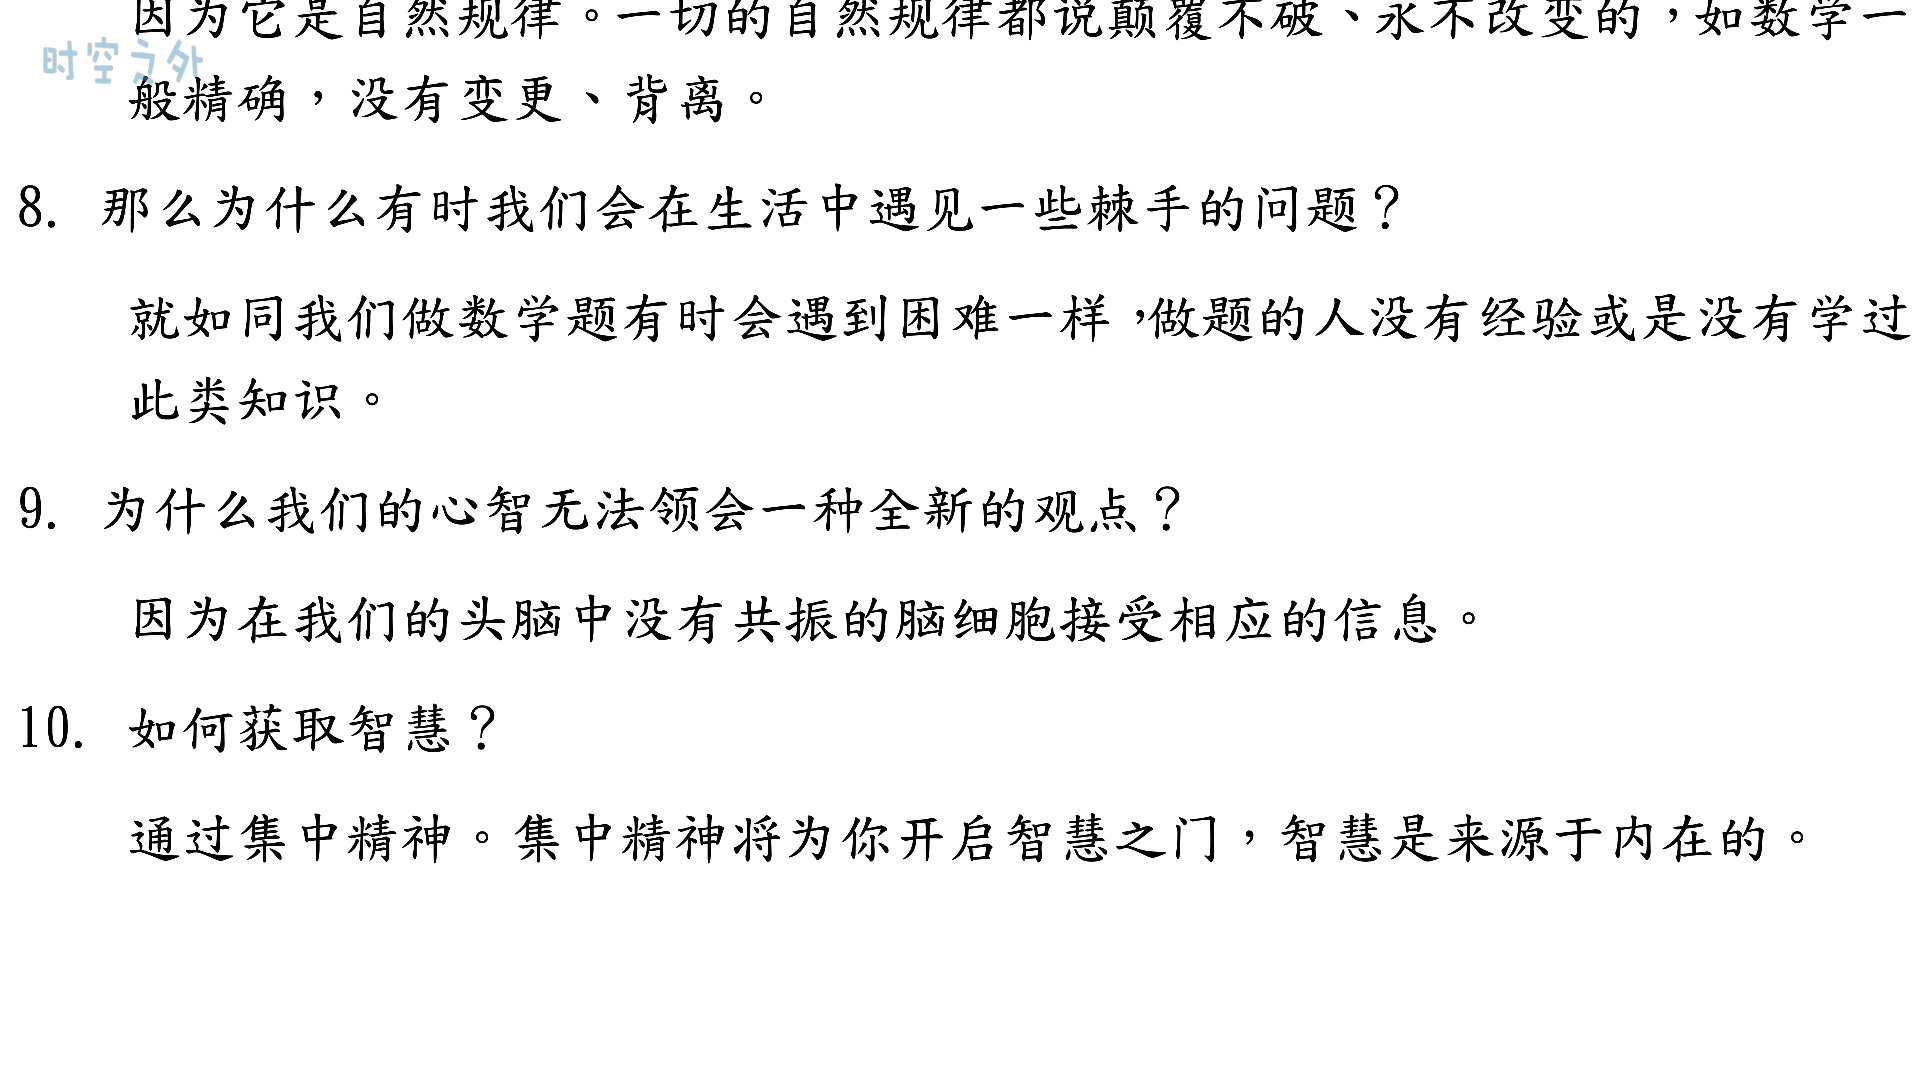 因为它是自然规律。一切的自然规律都说颠覆不破、永不改变的，如数学一
时空之外
般精确，没有变更、背离。
8. 那么为什么有时我们会在生活中遇见一些棘手的问题？
就如同我们做数学题有时会遇到困难一样，做题的人没有经验或是没有学过
此类知识。
9. 为什么我们的心智无法领会一种全新的观点？
因为在我们的头脑中没有共振的脑细胞接受相应的信息。
10. 如何获取智慧？
通过集中精神。集中精神将为你开启智慧之门，智慧是来源于内在的。